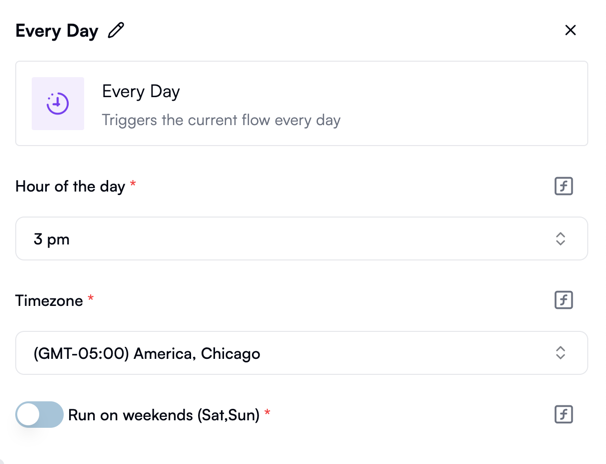 Every Day
Every Day
Triggers the current flow every day
Hour of the day *
3 pm
Timezone *
(GMT-05:00) America, Chicago
Run on weekends (Sat,Sun) *